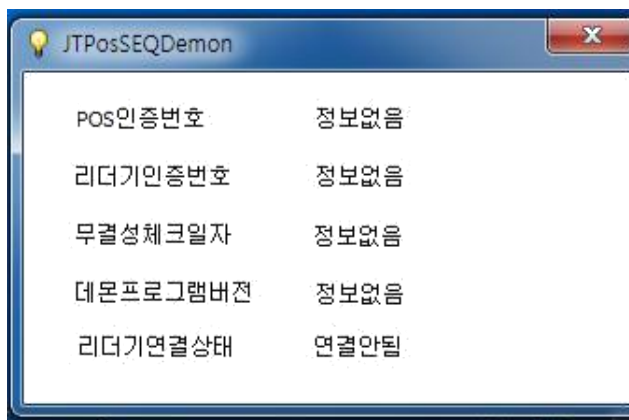 JTPosSEQDemon
POS인증번호 정보없음
리더기인증번호 정보없음
무결성체크일자 정보없음
데몬프로그램버전 정보없음
리더기연결상태 연결안됨